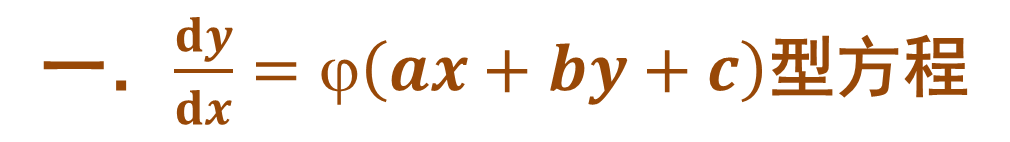 一. dy/dx = φ(ax + by + c)型方程